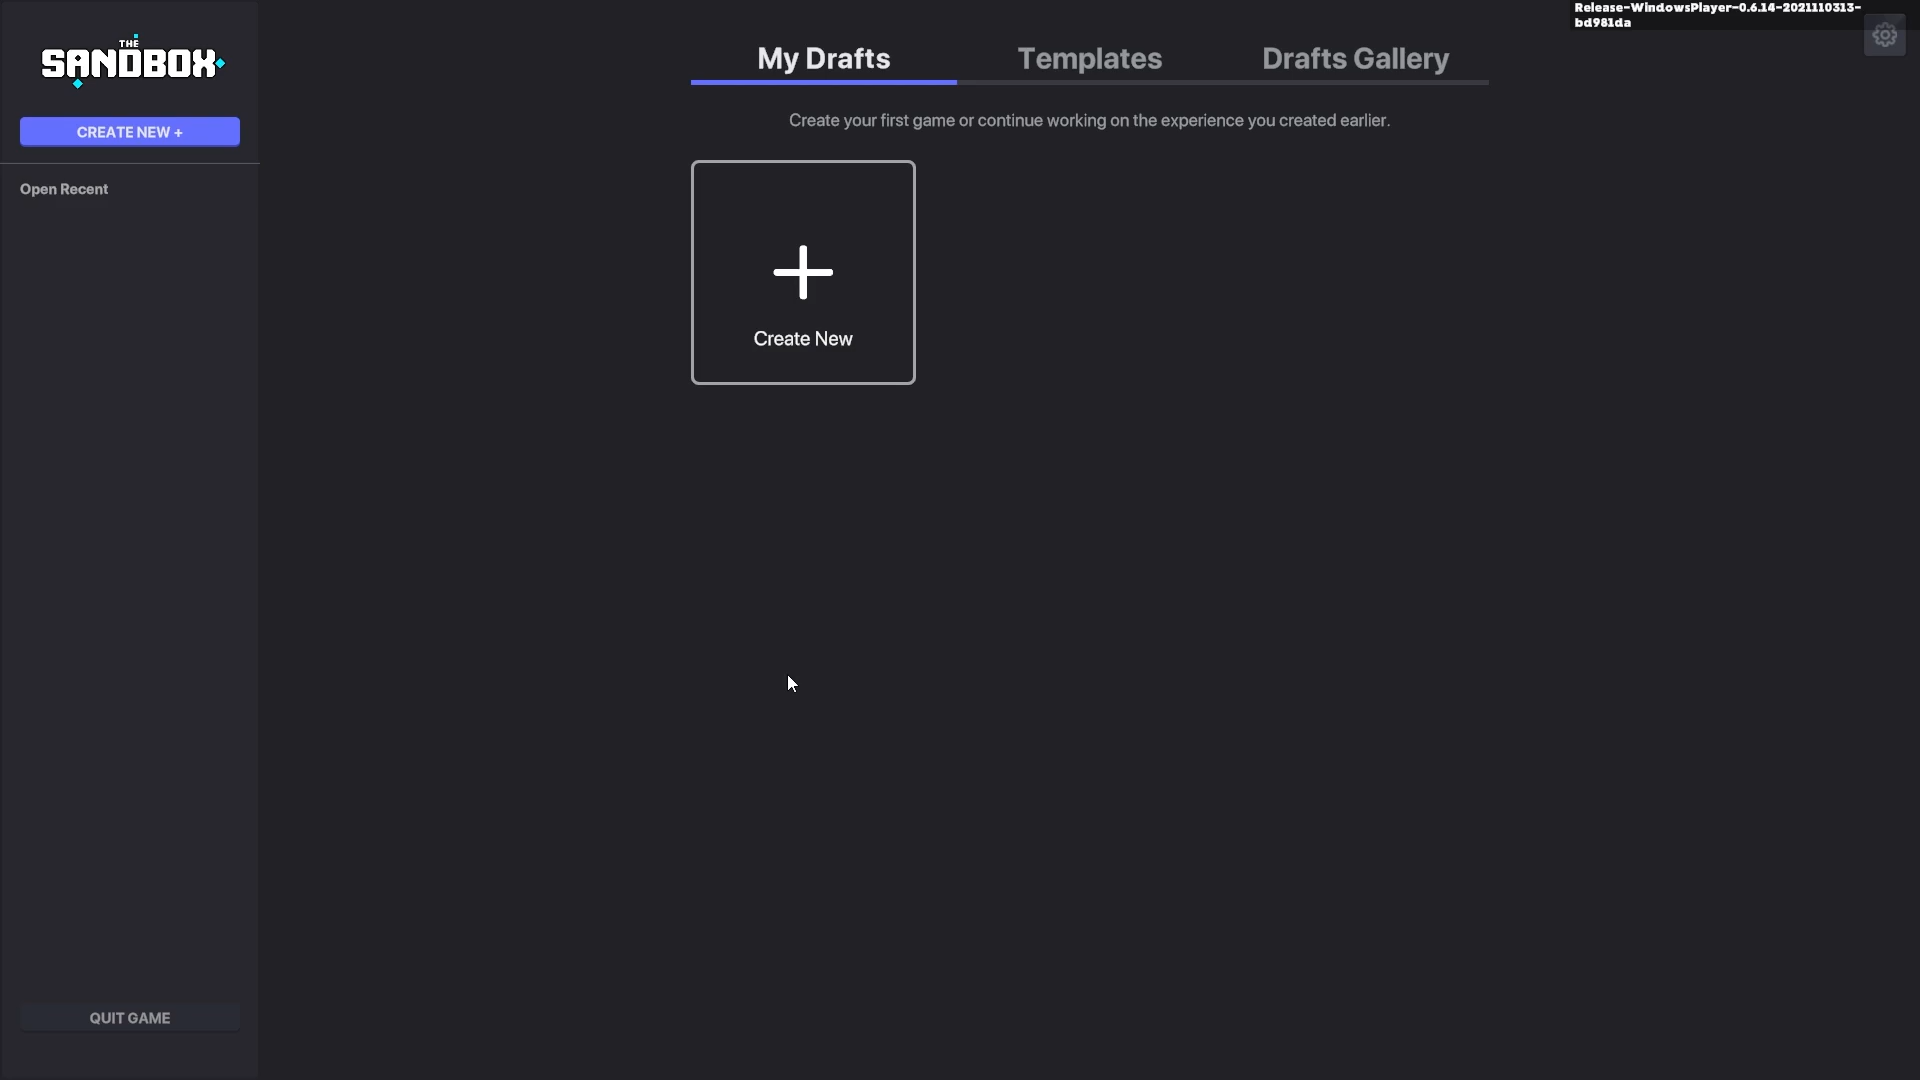 Release-WindowsPlayer-0.6.14-2021110313-
bd981da
THE
SANDBOX
My Drafts
Templates
Drafts Gallery
CREATE NEW +
Create your first game or continue working on the experience you created earlier.
Open Recent
Create New
QUIT GAME